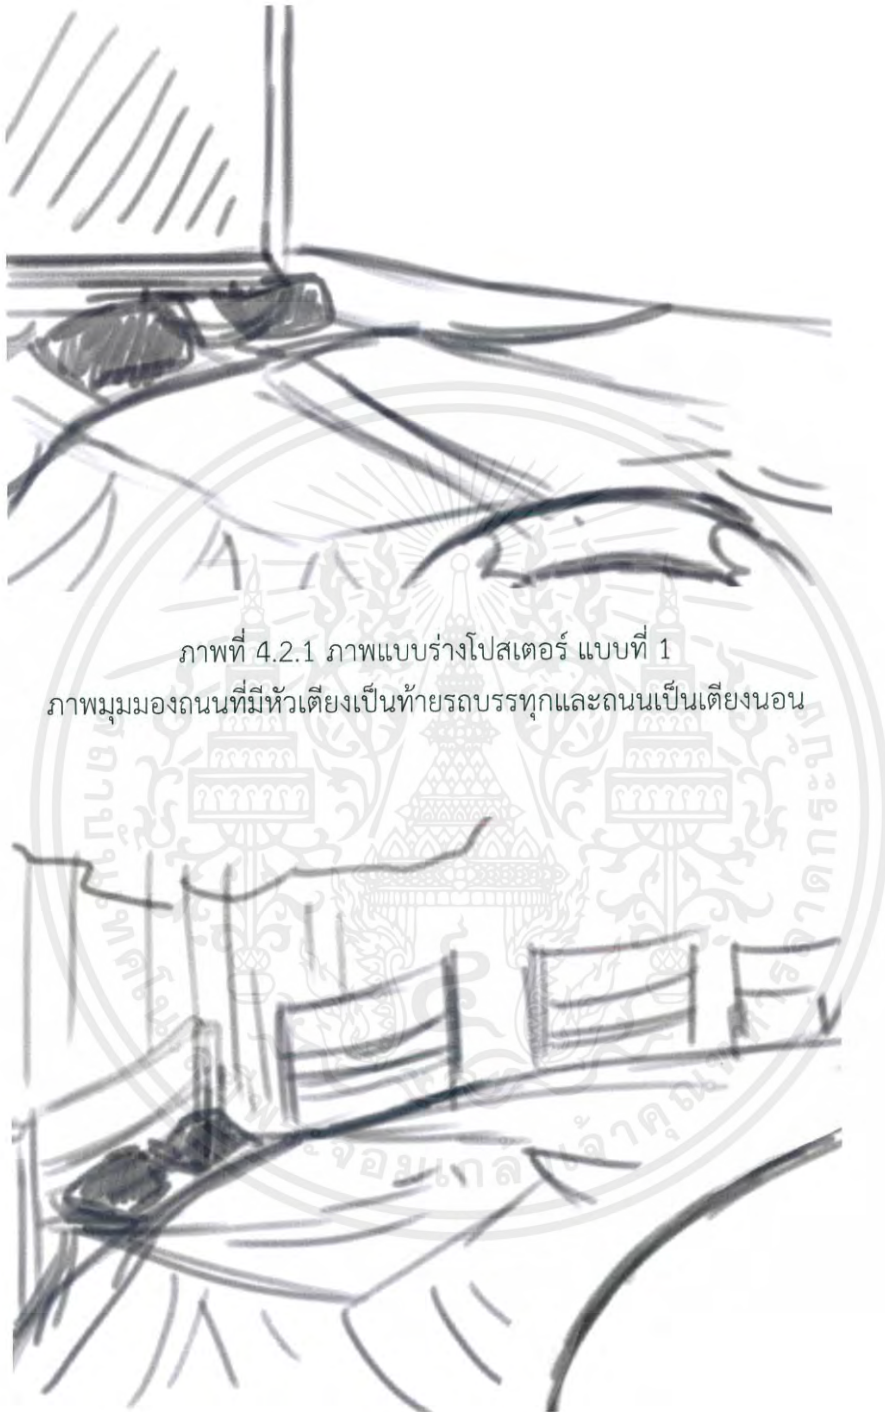 ภาพที่ 4.2.1 ภาพแบบร่างโปสเตอร์ แบบที่ 1
ภาพมุมมองถนนที่มีหัวเตียงเป็นท้ายรถบรรทุกและถนนเป็นเตียงนอน